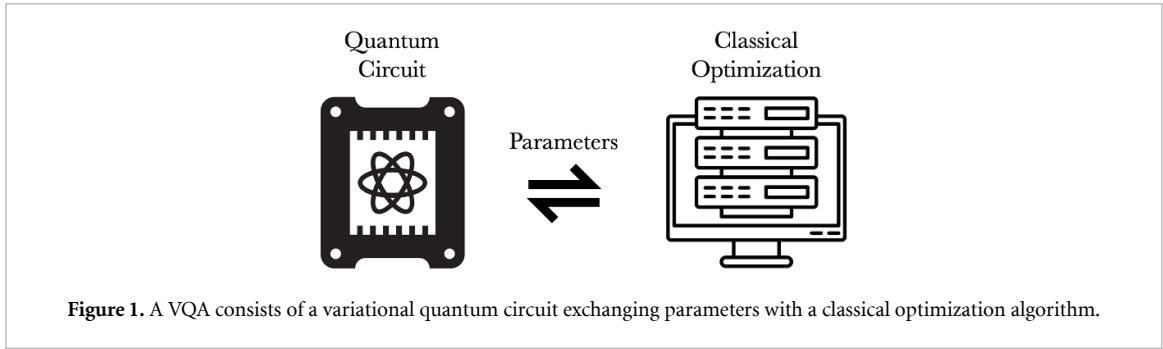 Quantum
Circuit
Classical
Optimization
Parameters
Figure 1. A VQA consists of a variational quantum circuit exchanging parameters with a classical optimization algorithm.